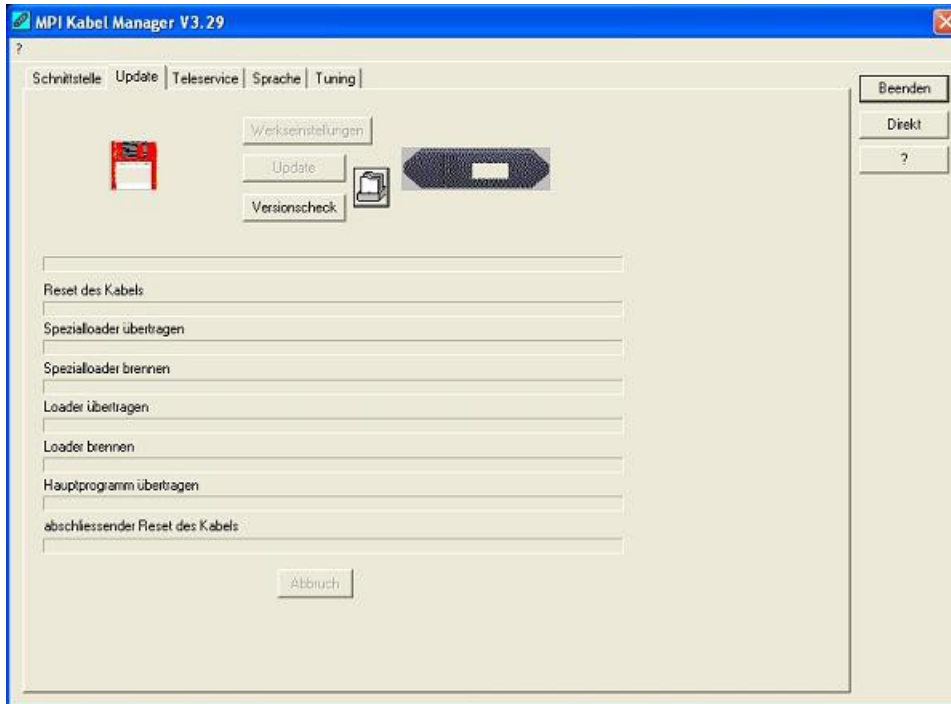 MPI Kabel Manager V3.29
?
Schnittstelle Update Teleservice Sprache Tuning
Beenden
Direkt
?
Werkseinstellungen
Update
Versionscheck
Reset des Kabels
Spezialloader übertragen
Spezialloader brennen
Loader übertragen
Loader brennen
Hauptprogramm übertragen
abschliessender Reset des Kabels
Abbruch